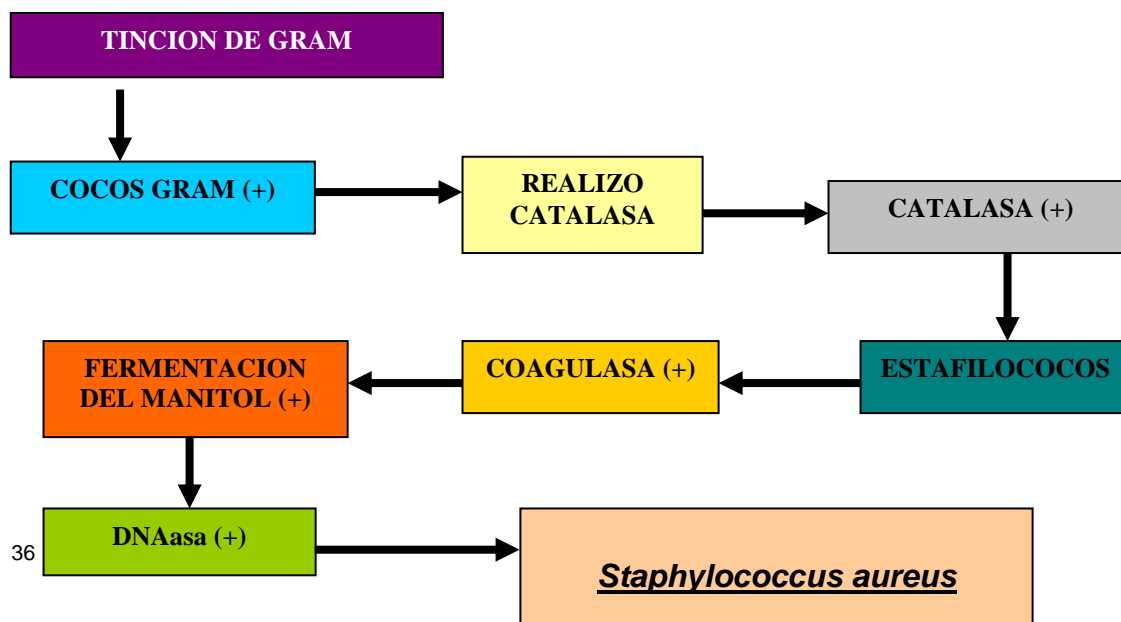 TINCION DE GRAM
COCOS GRAM (+)
REALIZO
CATALASA
CATALASA (+)
ESTAFILOCOCOS
COAGULASA (+)
FERMENTACION
DEL MANITOL (+)
DNAasa (+)
Staphylococcus aureus
36